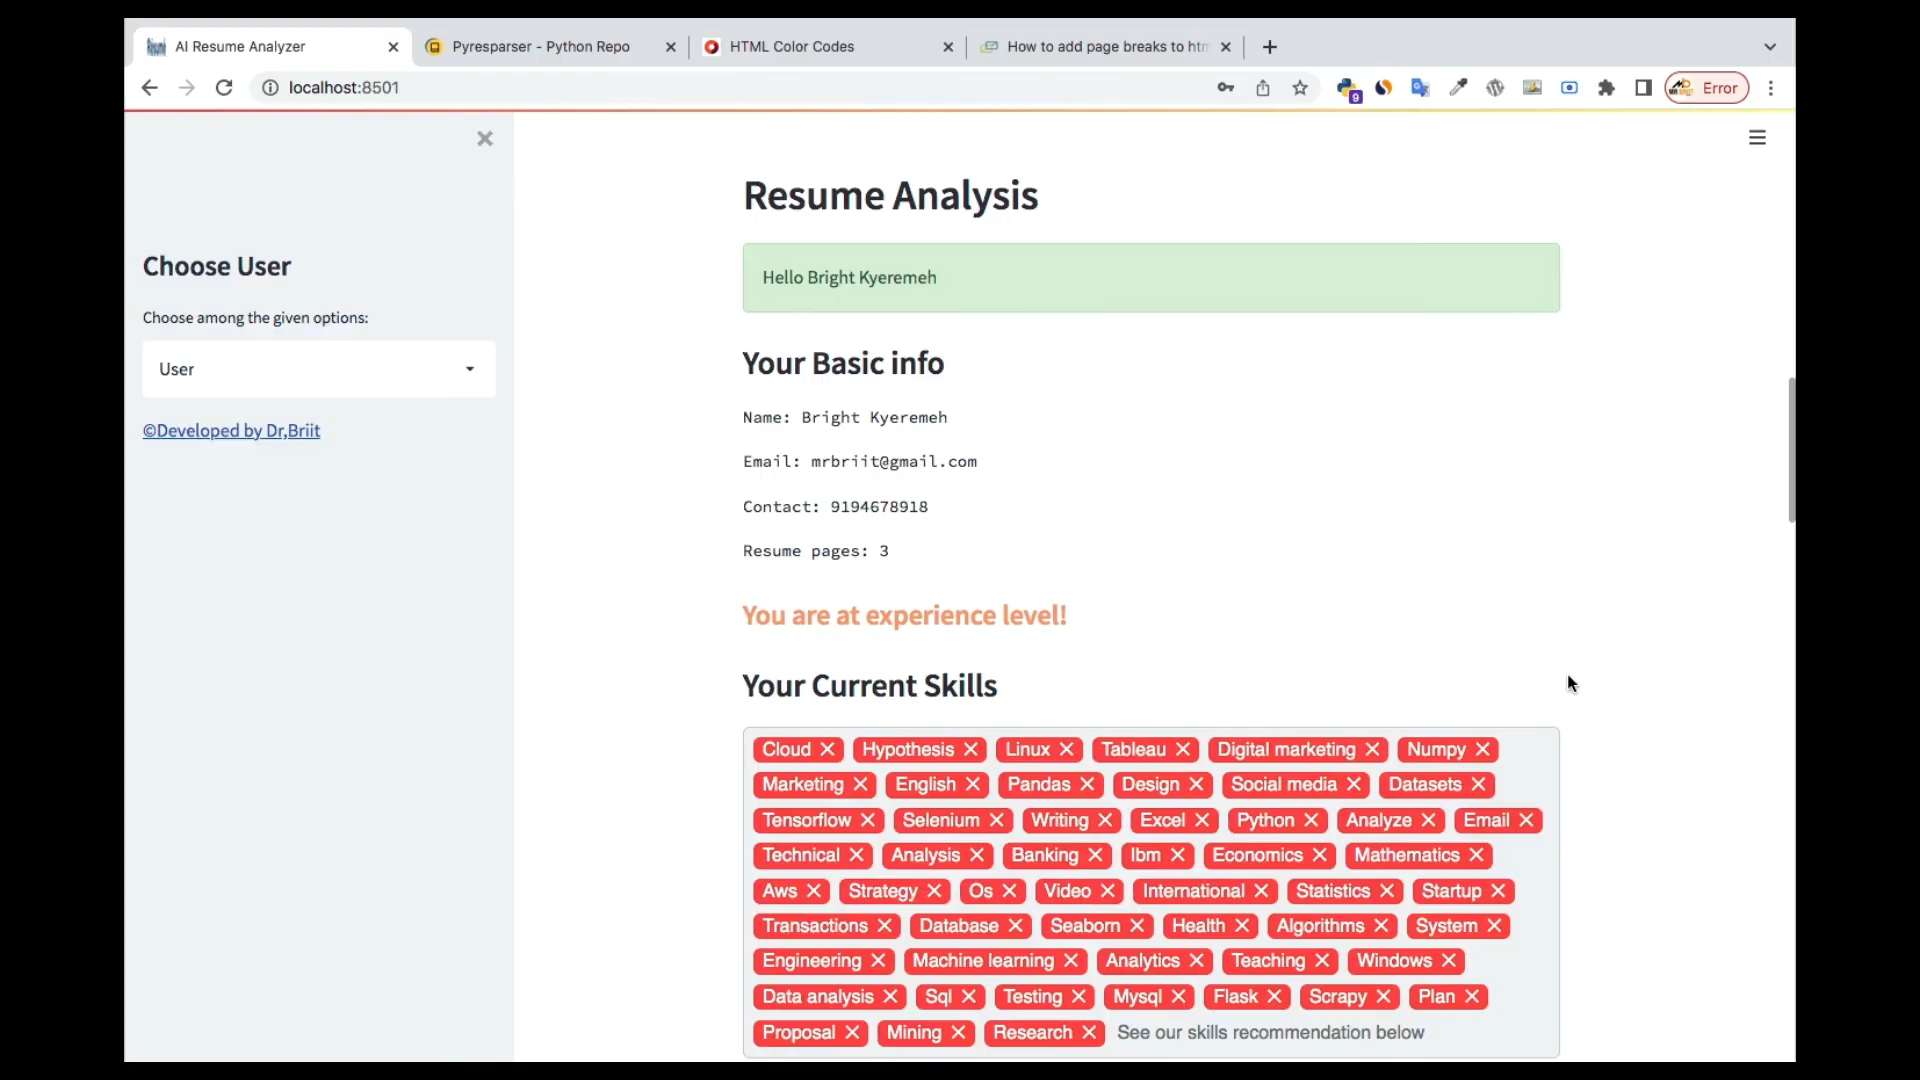 AI Resume Analyzer
Pyresparser - Python Repo
HTML Color Codes
How to add page breaks to htm
localhost:8501
9
Error
Choose User
Choose among the given options:
User
©Developed by Dr,Briit
Resume Analysis
Hello Bright Kyeremeh
Your Basic info
Name: Bright Kyeremeh
Email: mrbriit@gmail.com
Contact: 9194678918
Resume pages: 3
You are at experience level!
Your Current Skills
Cloud Hypothesis Linux Tableau Digital marketing Numpy
Marketing English Pandas Design Social media Datasets
Tensorflow Selenium Writing Excel Python Analyze Email
Technical Analysis Banking Ibm Economics Mathematics
Aws Strategy Os Video International Statistics Startup
Transactions Database Seaborn Health Algorithms System
Engineering Machine learning Analytics Teaching Windows
Data analysis Sql Testing Mysql Flask Scrapy Plan
Proposal Mining Research See our skills recommendation below